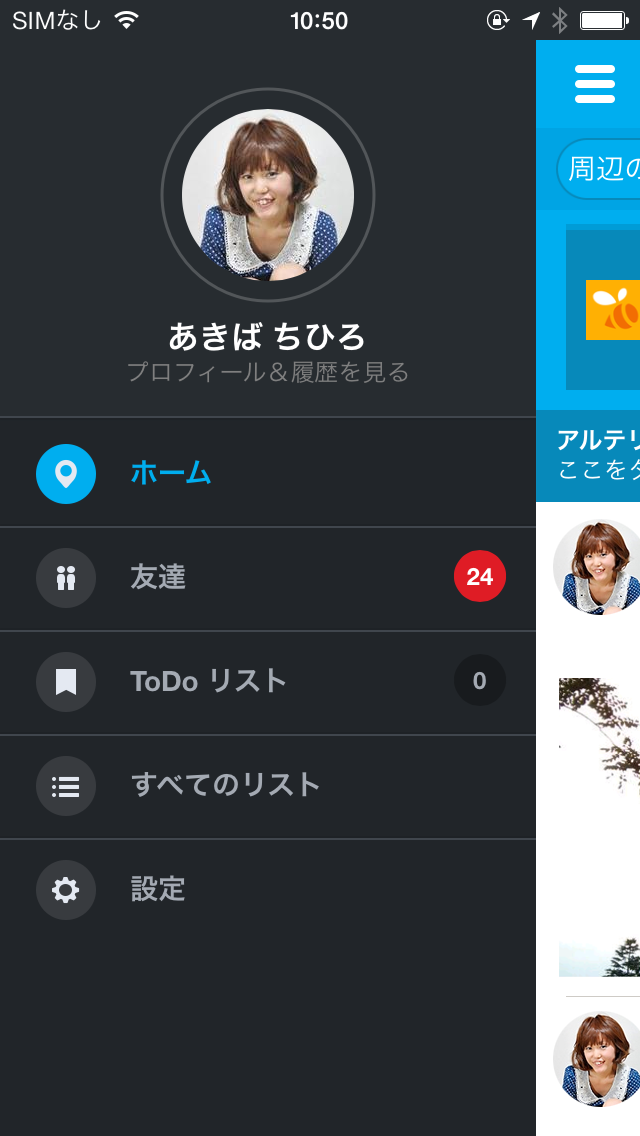 SIMなし 10:50
あきば ちひろ
プロフィール＆履歴を見る
ホーム
友達 24
ToDo リスト 0
すべてのリスト
設定
周辺の
アルテリ
ここを